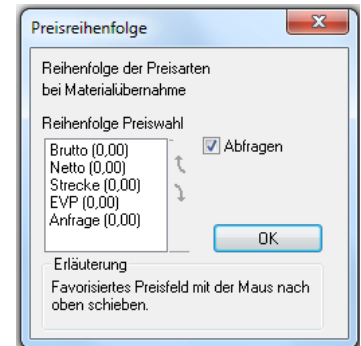 Preisreihenfolge
Reihenfolge der Preisarten
bei Materialübernahme
Reihenfolge Preiswahl
Brutto (0,00)
Netto (0,00)
Strecke (0,00)
EVP (0,00)
Anfrage (0,00)
Abfragen
OK
Erläuterung
Favorisiertes Preisfeld mit der Maus nach
oben schieben.